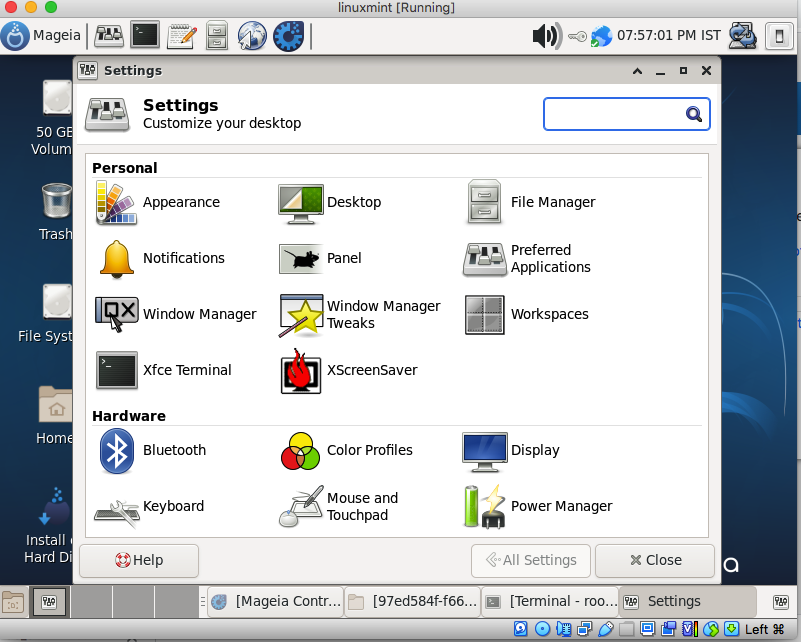 linuxmint [Running]
Mageia
07:57:01 PM IST
Settings
Settings
Customize your desktop
50 GB
Volum
Trash
File Syst
Home
Install
Hard Di
Personal
Appearance
Desktop
File Manager
Notifications
Panel
Preferred
Applications
Window Manager
Window Manager
Tweaks
Workspaces
Xfce Terminal
XScreenSaver
Hardware
Bluetooth
Color Profiles
Display
Keyboard
Mouse and
Touchpad
Power Manager
Help
All Settings
Close
[Mageia Contr...
[97ed584f-f66...
[Terminal - roo...
Settings
Left ⌘